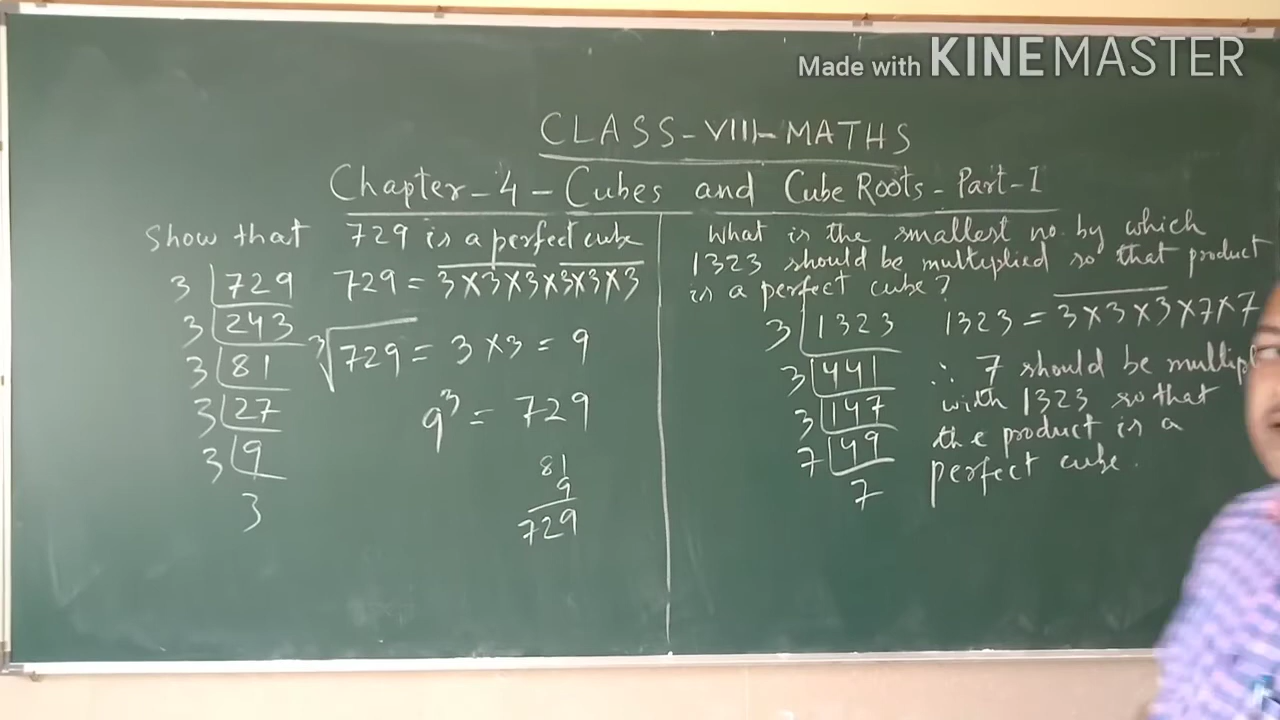 Made with KINEMASTER
CLASS-VIII-MATHS
Chapter-4-Cubes and Cube Roots-Part-I
Show that 729 is a perfect cube
3 | 729
3 | 243
3 | 81
3 | 27
3 | 9
3
729 = 3×3×3×3×3×3
∛729 = 3×3 = 9
9³ = 729
81
9
729
What is the smallest no. by which
1323 should be multiplied so that product
is a perfect cube?
3 | 1323
3 | 441
3 | 147
7 | 49
7
1323 = 3×3×3×7×7
∴ 7 should be multipl
with 1323 so that
the product is a
perfect cube.